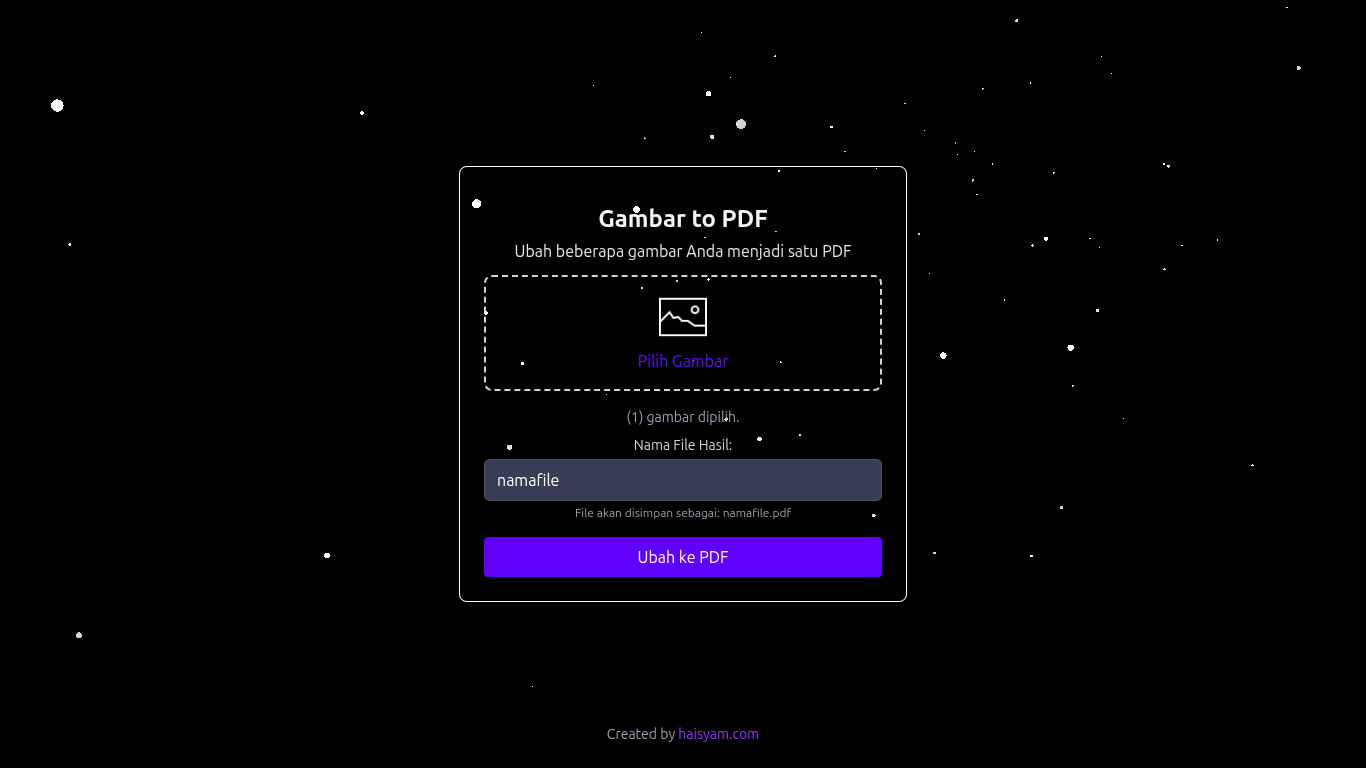 Gambar to PDF
Ubah beberapa gambar Anda menjadi satu PDF
Pilih Gambar
(1) gambar dipilih.
Nama File Hasil:
namafile
File akan disimpan sebagai: namafile.pdf
Ubah ke PDF
Created by haisyam.com